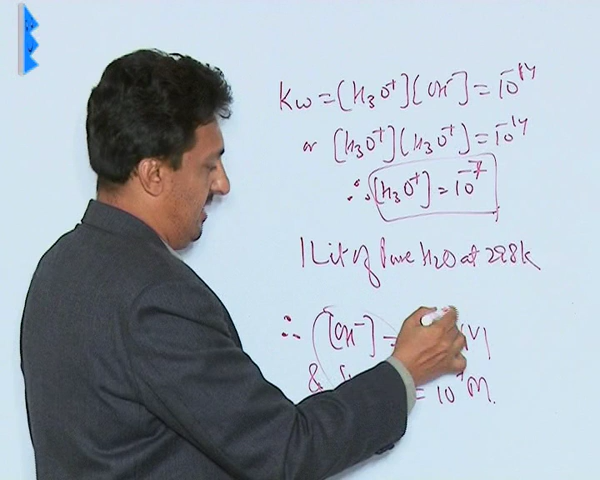 Kw = [H₃O⁺][OH⁻] = 10⁻¹⁴
or [H₃O⁺][H₃O⁺] = 10⁻¹⁴
∴ [H₃O⁺] = 10⁻⁷
1 Lit of Pure H₂O at 298k
∴ [OH⁻] =
& = 10⁻⁷ M.